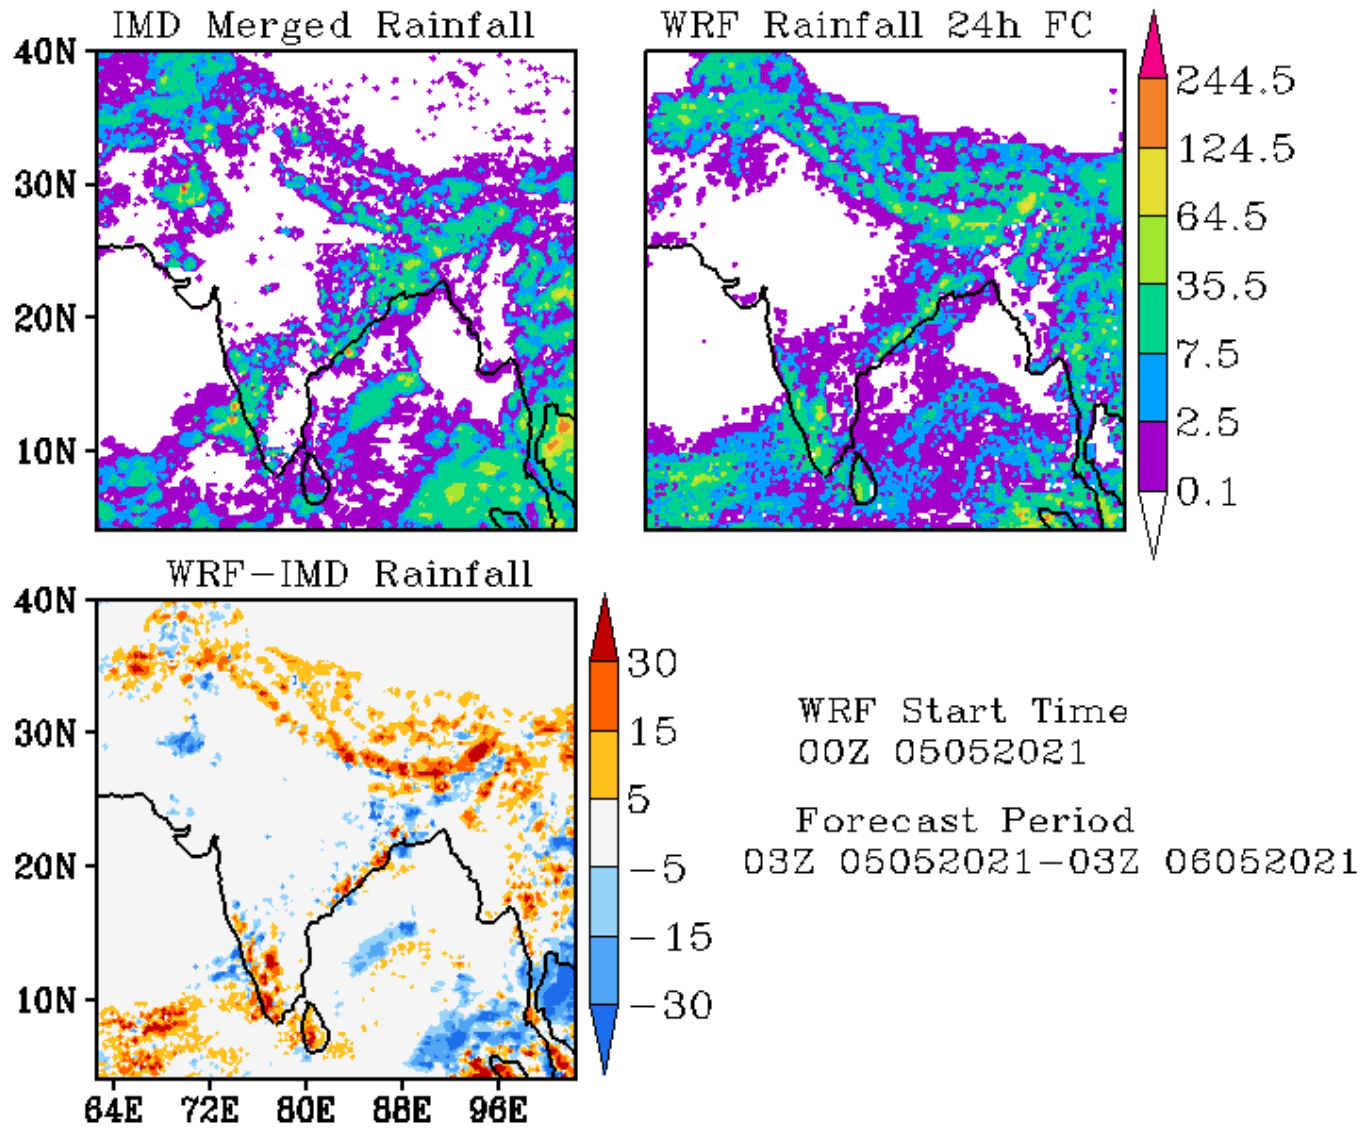 IMD Merged Rainfall
WRF Rainfall 24h FC
40N
30N
20N
10N
244.5
124.5
64.5
35.5
7.5
2.5
0.1
WRF-IMD Rainfall
40N
30N
20N
10N
64E 72E 80E 88E 96E
30
15
5
-5
-15
-30
WRF Start Time
00Z 05052021
Forecast Period
03Z 05052021-03Z 06052021